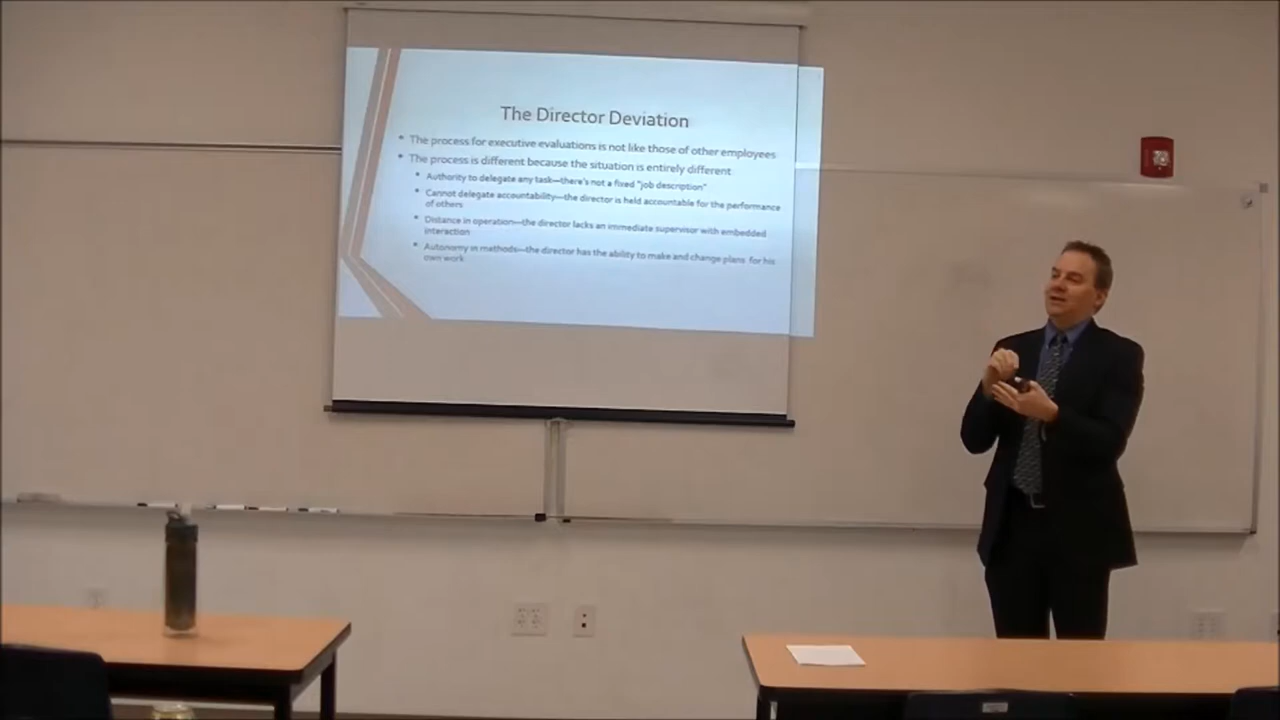 The Director Deviation
• The process for executive evaluations is not like those of other employees
• The process is different because the situation is entirely different
• Authority to delegate any task—there's not a fixed "job description"
• Cannot delegate accountability—the director is held accountable for the performance
of others
• Distance in operation—the director lacks an immediate supervisor with embedded
interaction
• Autonomy in methods—the director has the ability to make and change plans for his
own work